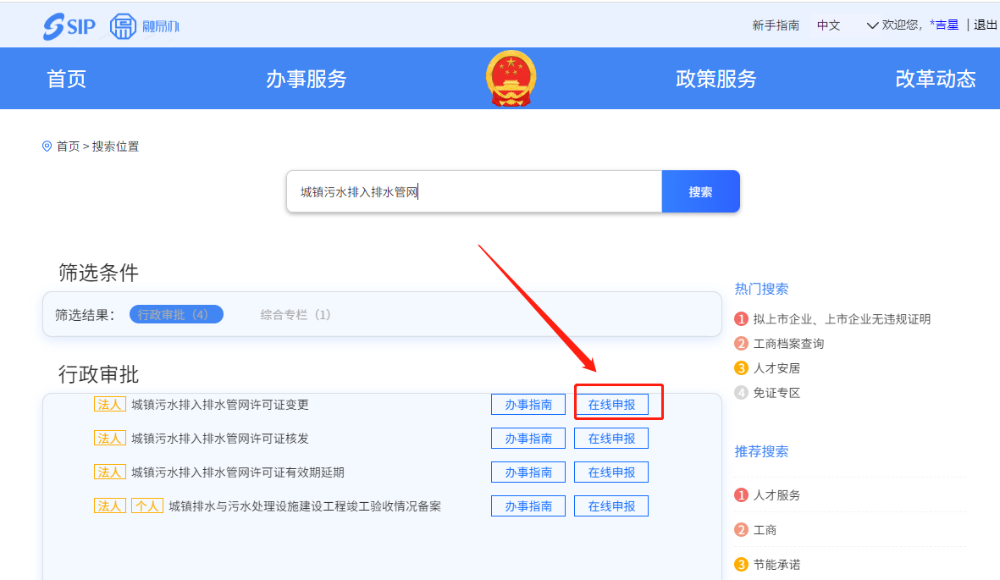 SIP 融易办 新手指南 中文 欢迎您, *吉星 | 退出
首页 办事服务 政策服务 改革动态
首页 > 搜索位置
城镇污水排入排水管网 搜索
筛选条件
筛选结果： 行政审批（4） 综合专栏（1）
行政审批
法人 城镇污水排入排水管网许可证变更 办事指南 在线申报
法人 城镇污水排入排水管网许可证核发 办事指南 在线申报
法人 城镇污水排入排水管网许可证有效期延期 办事指南 在线申报
法人 个人 城镇排水与污水处理设施建设工程竣工验收情况备案 办事指南 在线申报
热门搜索
1 拟上市企业、上市企业无违规证明
2 工商档案查询
3 人才安居
4 免证专区
推荐搜索
1 人才服务
2 工商
3 节能承诺